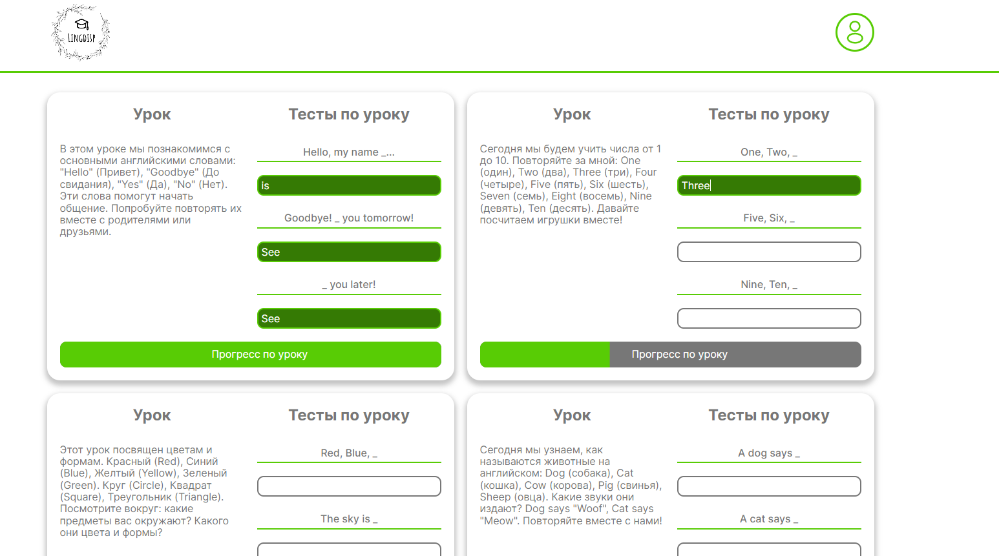 Lingdisp
Урок
В этом уроке мы познакомимся с
основными английскими словами:
"Hello" (Привет), "Goodbye" (До
свидания), "Yes" (Да), "No" (Нет).
Эти слова помогут начать
общение. Попробуйте повторять их
вместе с родителями или
друзьями.
Тесты по уроку
Hello, my name _...
is
Goodbye! _ you tomorrow!
See
_ you later!
See
Прогресс по уроку
Урок
Сегодня мы будем учить числа от 1
до 10. Повторяйте за мной: One
(один), Two (два), Three (три), Four
(четыре), Five (пять), Six (шесть),
Seven (семь), Eight (восемь), Nine
(девять), Ten (десять). Давайте
посчитаем игрушки вместе!
Тесты по уроку
One, Two, _
Three
Five, Six, _
Nine, Ten, _
Прогресс по уроку
Урок
Этот урок посвящен цветам и
формам. Красный (Red), Синий
(Blue), Желтый (Yellow), Зеленый
(Green). Круг (Circle), Квадрат
(Square), Треугольник (Triangle).
Посмотрите вокруг: какие
предметы вас окружают? Какого
они цвета и формы?
Тесты по уроку
Red, Blue, _
The sky is _
Урок
Сегодня мы узнаем, как
называются животные на
английском: Dog (собака), Cat
(кошка), Cow (корова), Pig (свинья),
Sheep (овца). Какие звуки они
издают? Dog says "Woof", Cat says
"Meow". Повторяйте вместе с нами!
Тесты по уроку
A dog says _
A cat says _